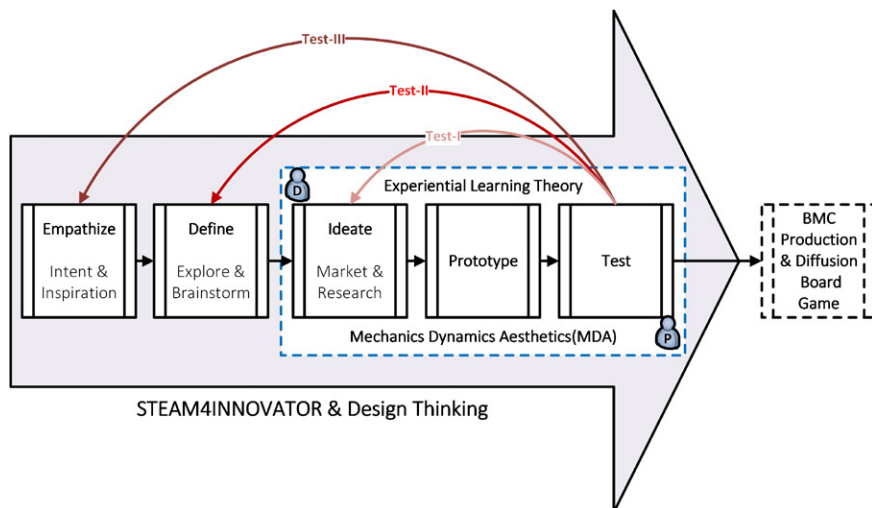 Test-III
Test-II
Test-I
D
Experiential Learning Theory
Empathize
Intent &
Inspiration
Define
Explore &
Brainstorm
Ideate
Market &
Research
Prototype
Test
BMC
Production
& Diffusion
Board
Game
Mechanics Dynamics Aesthetics(MDA)
P
STEAM4INNOVATOR & Design Thinking